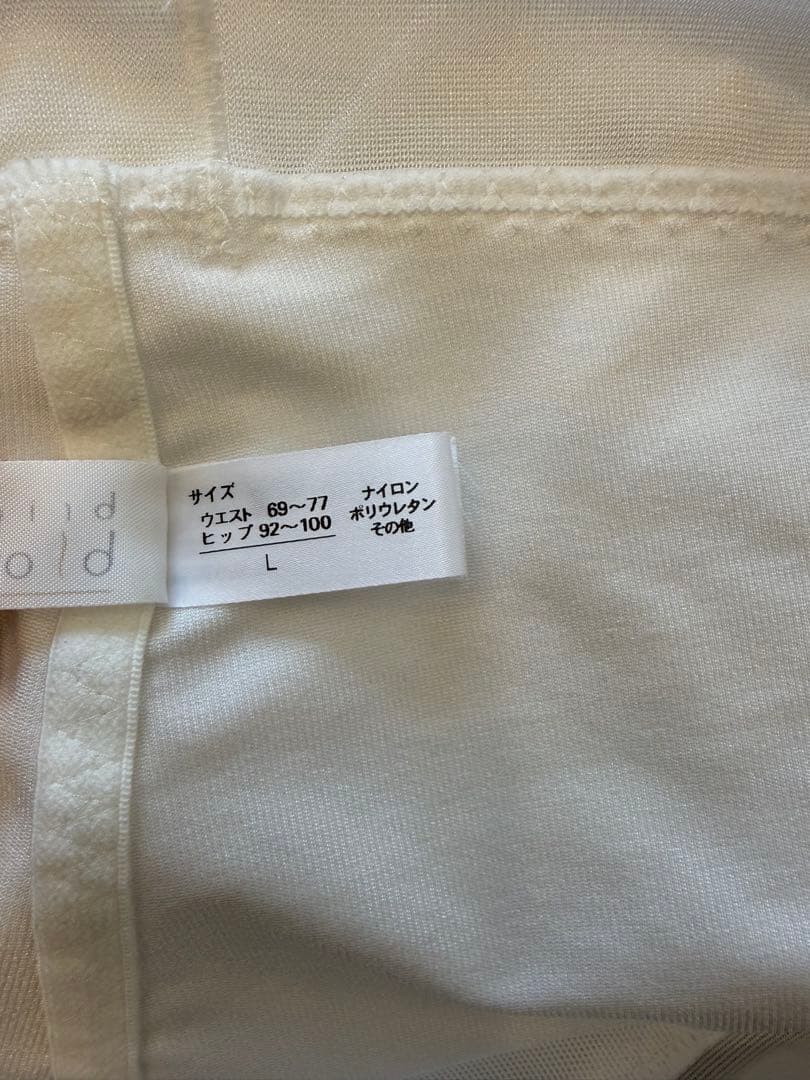 サイズ
ウエスト 69～77
ヒップ 92～100
L
ナイロン
ポリウレタン
その他